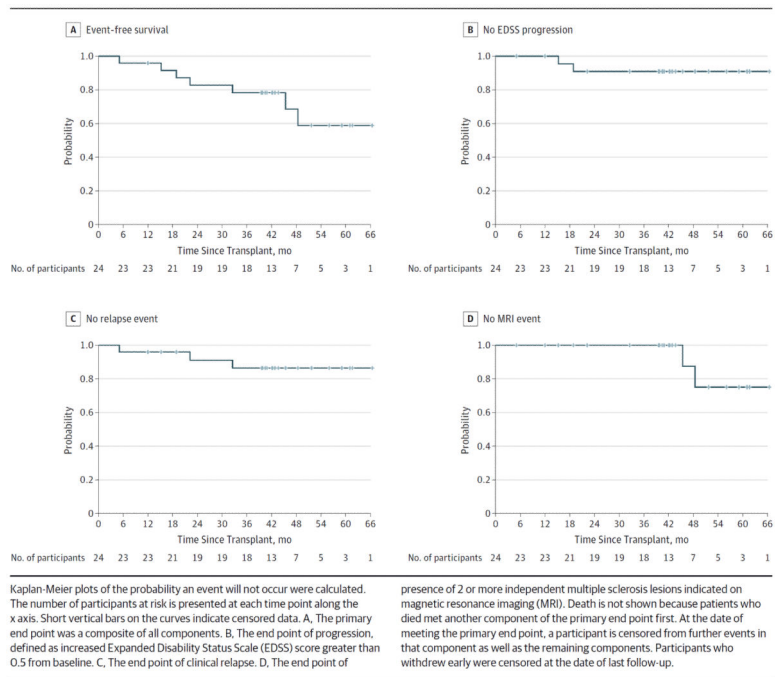 A Event-free survival
1.0
0.8
0.6
0.4
0.2
0
Probability
0 6 12 18 24 30 36 42 48 54 60 66
Time Since Transplant, mo
No. of participants 24 23 23 21 19 19 18 13 7 5 3 1
B No EDSS progression
1.0
0.8
0.6
0.4
0.2
0
Probability
0 6 12 18 24 30 36 42 48 54 60 66
Time Since Transplant, mo
No. of participants 24 23 23 21 19 19 18 13 7 5 3 1
C No relapse event
1.0
0.8
0.6
0.4
0.2
0
Probability
0 6 12 18 24 30 36 42 48 54 60 66
Time Since Transplant, mo
No. of participants 24 23 23 21 19 19 18 13 7 5 3 1
D No MRI event
1.0
0.8
0.6
0.4
0.2
0
Probability
0 6 12 18 24 30 36 42 48 54 60 66
Time Since Transplant, mo
No. of participants 24 23 23 21 19 19 18 13 7 5 3 1
Kaplan-Meier plots of the probability an event will not occur were calculated.
The number of participants at risk is presented at each time point along the
x axis. Short vertical bars on the curves indicate censored data. A, The primary
end point was a composite of all components. B, The end point of progression,
defined as increased Expanded Disability Status Scale (EDSS) score greater than
0.5 from baseline. C, The end point of clinical relapse. D, The end point of
presence of 2 or more independent multiple sclerosis lesions indicated on
magnetic resonance imaging (MRI). Death is not shown because patients who
died met another component of the primary end point first. At the date of
meeting the primary end point, a participant is censored from further events in
that component as well as the remaining components. Participants who
withdrew early were censored at the date of last follow-up.